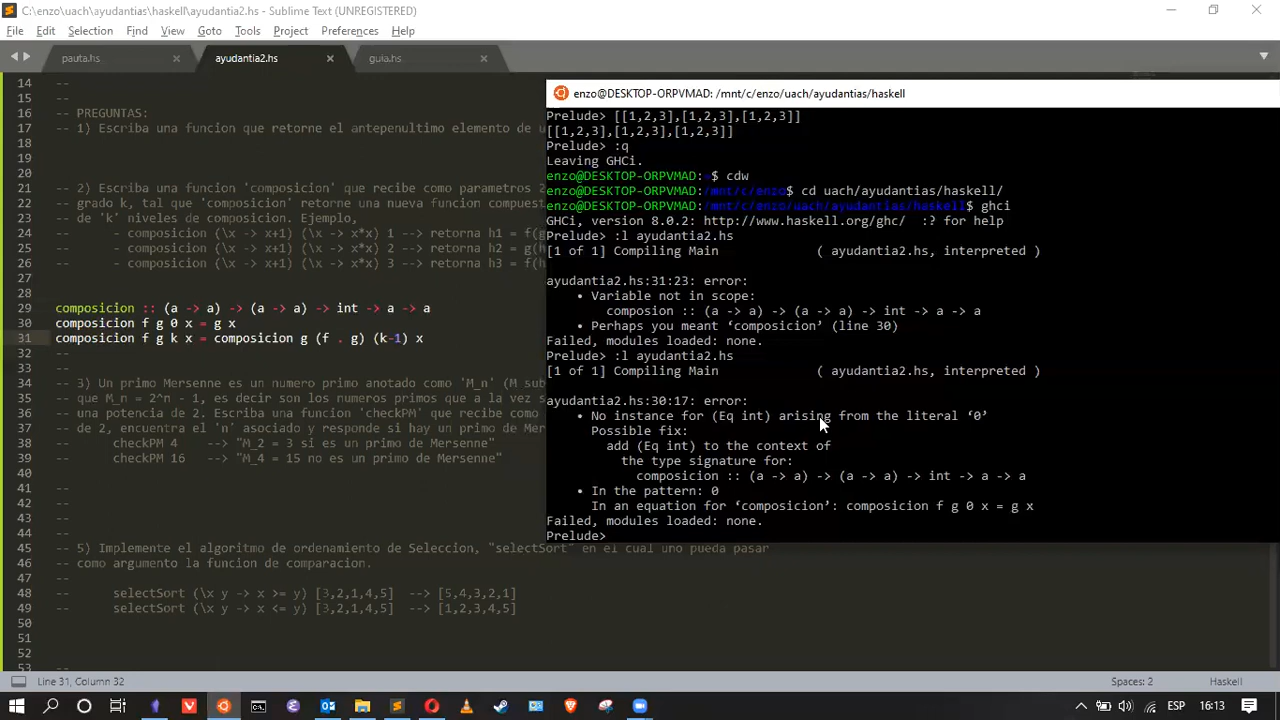 C:\enzo\uach\ayudantias\haskell\ayudantia2.hs - Sublime Text (UNREGISTERED)
File Edit Selection Find View Goto Tools Project Preferences Help
pauta.hs × ayudantia2.hs × guia.hs ×
14 --
15 --
16 -- PREGUNTAS:
17 -- 1) Escriba una funcion que retorne el antepenultimo elemento de u
18
19
20
21 -- 2) Escriba una funcion 'composicion' que recibe como parametros 2
22 -- grado k, tal que 'composicion' retorne una nueva funcion compuest
23 -- de 'k' niveles de composicion. Ejemplo,
24 -- - composicion (\x -> x+1) (\x -> x*x) 1 --> retorna h1 = f(g
25 -- - composicion (\x -> x+1) (\x -> x*x) 2 --> retorna h2 = g(h
26 -- - composicion (\x -> x+1) (\x -> x*x) 3 --> retorna h3 = f(h
27
28
29 composicion :: (a -> a) -> (a -> a) -> int -> a -> a
30 composicion f g 0 x = g x
31 composicion f g k x = composicion g (f . g) (k-1) x
32 --
33 --
34 -- 3) Un primo Mersenne es un numero primo anotado como 'M_n' (M su
35 -- que M_n = 2^n - 1, es decir son los numeros primos que a la vez s
36 -- una potencia de 2. Escriba una funcion 'checkPM' que recibe como
37 -- de 2, encuentra el 'n' asociado y responde si hay un primo de Mer
38 -- checkPM 4 --> "M_2 = 3 si es un primo de Mersenne"
39 -- checkPM 16 --> "M_4 = 15 no es un primo de Mersenne"
40
41 --
42 --
43 --
44 --
45 -- 5) Implemente el algoritmo de ordenamiento de Seleccion, "selectSort" en el cual uno pueda pasar
46 -- como argumento la funcion de comparacion.
47 --
48 -- selectSort (\x y -> x >= y) [3,2,1,4,5] --> [5,4,3,2,1]
49 -- selectSort (\x y -> x <= y) [3,2,1,4,5] --> [1,2,3,4,5]
50
51 --
52
53 --
enzo@DESKTOP-ORPVMAD: /mnt/c/enzo/uach/ayudantias/haskell
Prelude> [[1,2,3],[1,2,3],[1,2,3]]
[[1,2,3],[1,2,3],[1,2,3]]
Prelude> :q
Leaving GHCi.
enzo@DESKTOP-ORPVMAD:~$ cdw
enzo@DESKTOP-ORPVMAD:/mnt/c/enzo$ cd uach/ayudantias/haskell/
enzo@DESKTOP-ORPVMAD:/mnt/c/enzo/uach/ayudantias/haskell$ ghci
GHCi, version 8.0.2: http://www.haskell.org/ghc/ :? for help
Prelude> :l ayudantia2.hs
[1 of 1] Compiling Main ( ayudantia2.hs, interpreted )
ayudantia2.hs:31:23: error:
• Variable not in scope:
composion :: (a -> a) -> (a -> a) -> int -> a -> a
• Perhaps you meant ‘composicion’ (line 30)
Failed, modules loaded: none.
Prelude> :l ayudantia2.hs
[1 of 1] Compiling Main ( ayudantia2.hs, interpreted )
ayudantia2.hs:30:17: error:
• No instance for (Eq int) arising from the literal ‘0’
Possible fix:
add (Eq int) to the context of
the type signature for:
composicion :: (a -> a) -> (a -> a) -> int -> a -> a
• In the pattern: 0
In an equation for ‘composicion’: composicion f g 0 x = g x
Failed, modules loaded: none.
Prelude>
Line 31, Column 32 Spaces: 2 Haskell
ESP 16:13